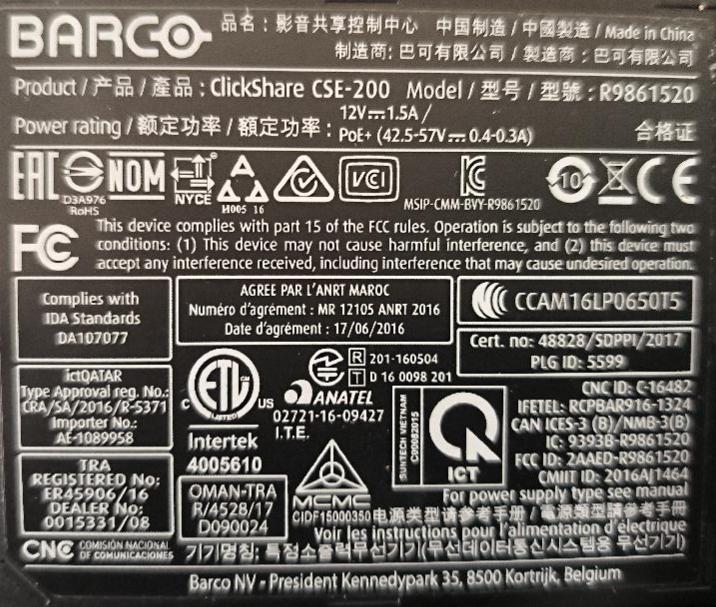 BARCO
品名：影音共享控制中心 中国制造 / 中國製造 / Made in China
制造商: 巴可有限公司 / 製造商：巴可有限公司
Product / 产品 / 產品 : ClickShare CSE-200 Model / 型号 / 型號 : R9861520
Power rating / 额定功率 / 額定功率 : 12V⎓1.5A /
PoE+ (42.5-57V⎓0.4-0.3A)
合格证
EAC NOM NYCE VCI 10 CE
D3A976
RoHS
H005 16
MSIP-CMM-BVY-R9861520
FC
This device complies with part 15 of the FCC rules. Operation is subject to the following two
conditions: (1) This device may not cause harmful interference, and (2) this device must
accept any interference received, including interference that may cause undesired operation.
Complies with
IDA Standards
DA107077
AGREE PAR L'ANRT MAROC
Numéro d'agrément : MR 12105 ANRT 2016
Date d'agrément : 17/06/2016
CCAM16LP0650T5
Cert. no: 48828/SDPPI/2017
PLG ID: 5599
ictQATAR
Type Approval reg. No.:
CRA/SA/2016/R-5371
Importer No.:
AE-1089958
ETL
LISTED
C US
Intertek
4005610
R 201-160504
T D 16 0098 201
ANATEL
02721-16-09427
I.T.E.
SUNTECH VIETNAM
C00082015
ICT
CNC ID: C-16482
IFETEL: RCPBAR916-1324
CAN ICES-3 (B)/NMB-3(B)
IC: 9393B-R9861520
FCC ID: 2AAED-R9861520
CMIIT ID: 2016AJ1464
For power supply type see manual
TRA
REGISTERED No:
ER45906/16
DEALER No:
0015331/08
OMAN-TRA
R/4528/17
D090024
MCMC
CIDF15000350
电源类型请参考手册 / 電源類型請參考手册
Voir les instructions pour l'alimentation d'électrique
CNC COMISIÓN NACIONAL
DE COMUNICACIONES
기기명칭: 특정소출력무선기기(무선데이터통신시스템용 무선기기)
Barco NV - President Kennedypark 35, 8500 Kortrijk, Belgium